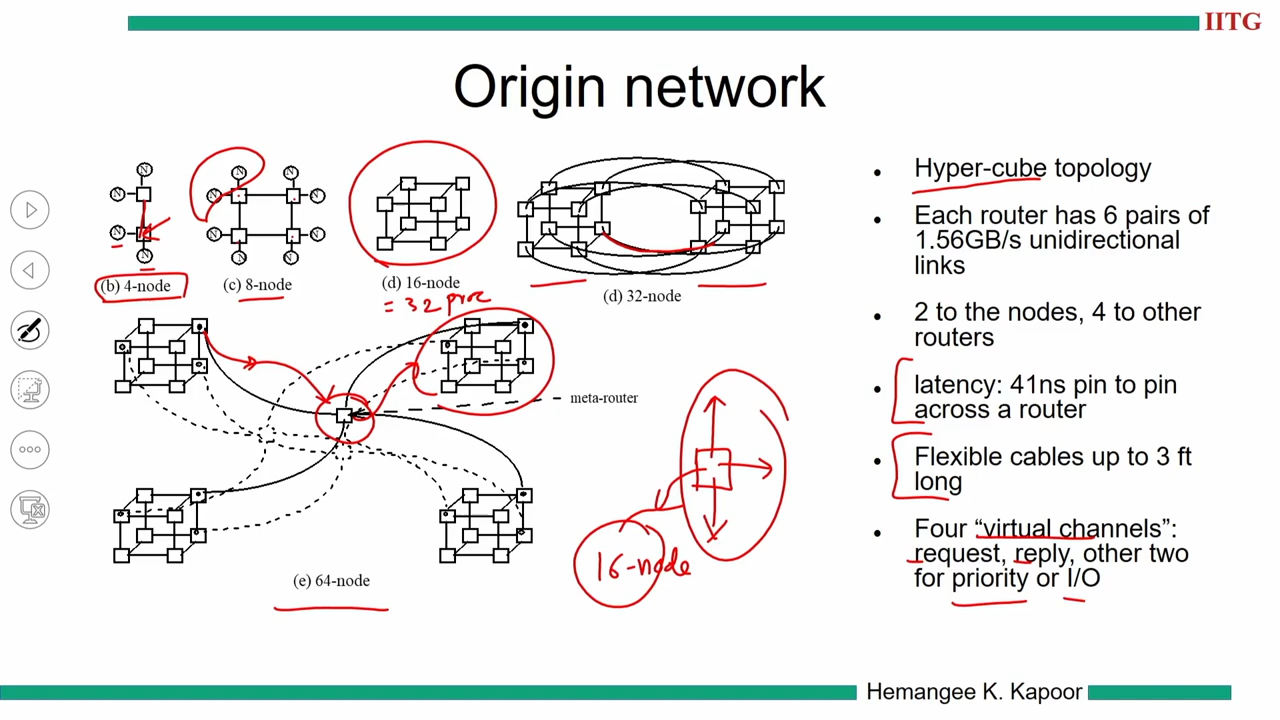 IITG
Origin network
N
N
N
N
(b) 4-node
N
N
N
N
N
N
N
N
(c) 8-node
(d) 16-node
= 32 proc
(d) 32-node
meta-router
16-node
(e) 64-node
• Hyper-cube topology
• Each router has 6 pairs of
1.56GB/s unidirectional
links
• 2 to the nodes, 4 to other
routers
• latency: 41ns pin to pin
across a router
• Flexible cables up to 3 ft
long
• Four “virtual channels”:
request, reply, other two
for priority or I/O
Hemangee K. Kapoor